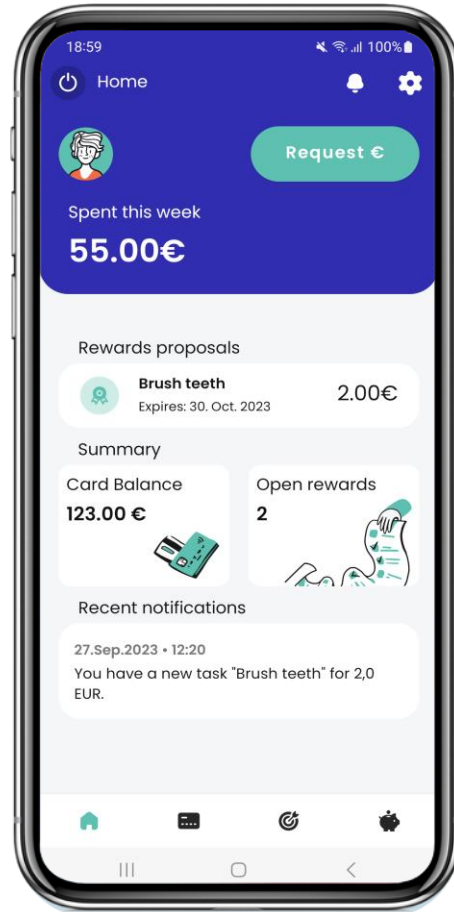 18:59 100%
Home
Request €
Spent this week
55.00€
Rewards proposals
Brush teeth
Expires: 30. Oct. 2023
2.00€
Summary
Card Balance
123.00 €
Open rewards
2
Recent notifications
27.Sep.2023 • 12:20
You have a new task "Brush teeth" for 2,0
EUR.